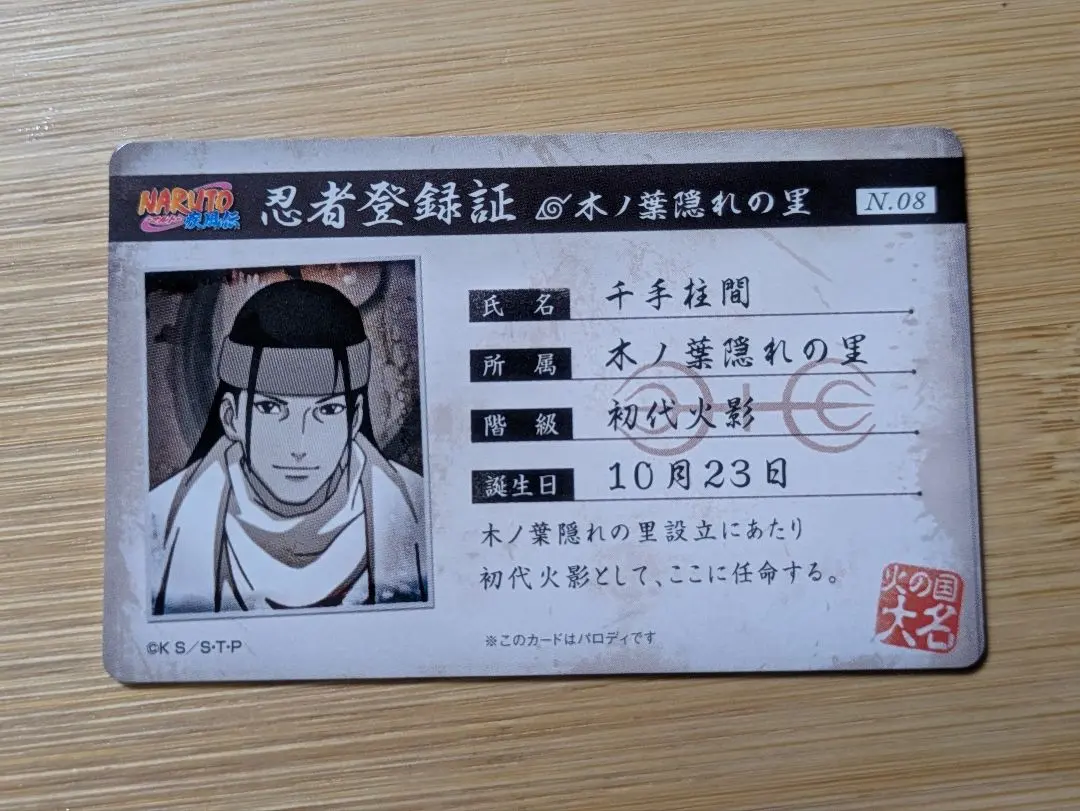 NARUTO
疾風伝
忍者登録証 木ノ葉隠れの里 N.08
氏名 千手柱間
所属 木ノ葉隠れの里
階級 初代火影
誕生日 10月23日
木ノ葉隠れの里設立にあたり
初代火影として、ここに任命する。
火の国
大名
©K S／S・T・P
※このカードはパロディです